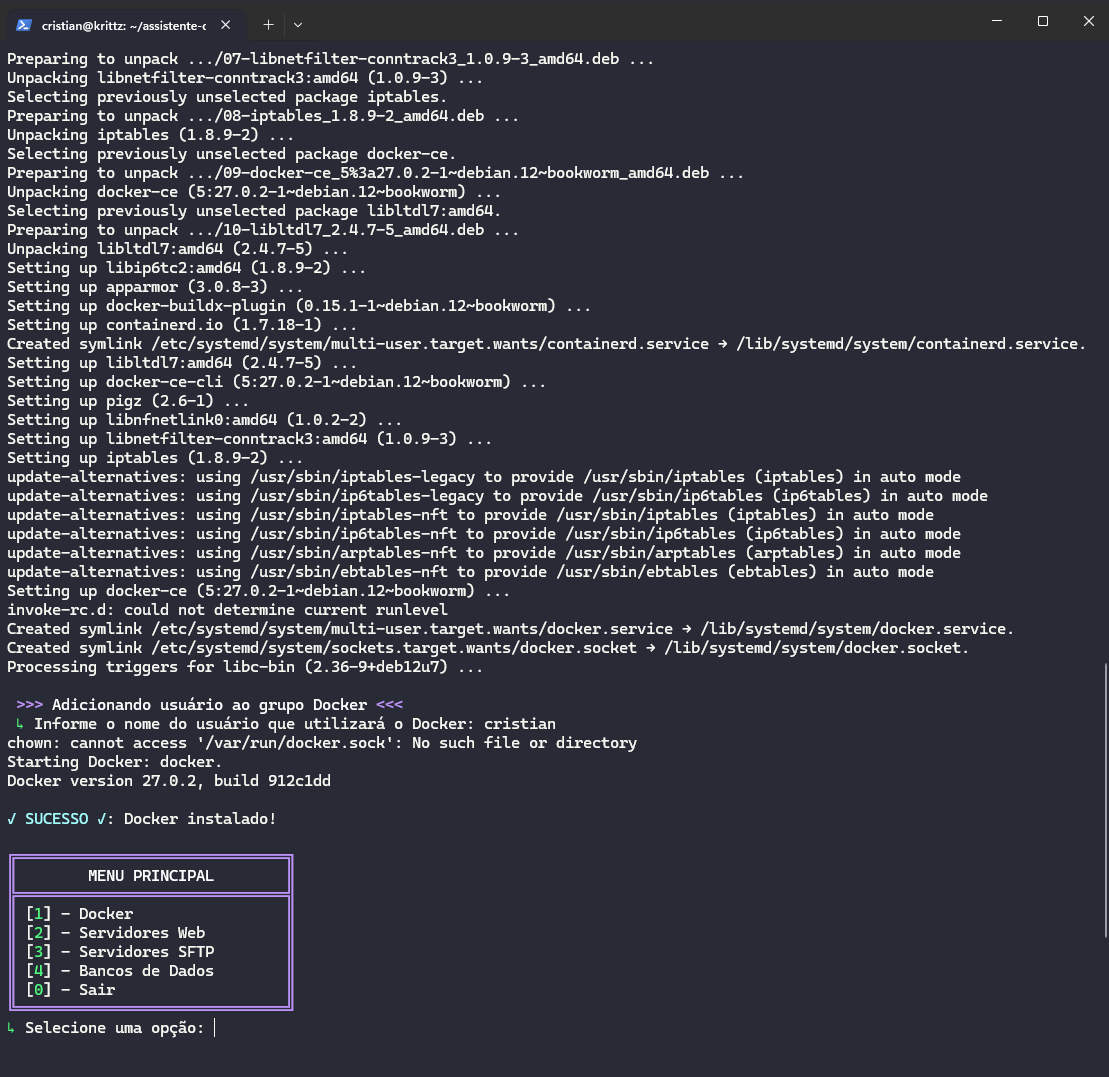 cristian@krittz: ~/assistente-c
Preparing to unpack .../07-libnetfilter-conntrack3_1.0.9-3_amd64.deb ...
Unpacking libnetfilter-conntrack3:amd64 (1.0.9-3) ...
Selecting previously unselected package iptables.
Preparing to unpack .../08-iptables_1.8.9-2_amd64.deb ...
Unpacking iptables (1.8.9-2) ...
Selecting previously unselected package docker-ce.
Preparing to unpack .../09-docker-ce_5%3a27.0.2-1~debian.12~bookworm_amd64.deb ...
Unpacking docker-ce (5:27.0.2-1~debian.12~bookworm) ...
Selecting previously unselected package libltdl7:amd64.
Preparing to unpack .../10-libltdl7_2.4.7-5_amd64.deb ...
Unpacking libltdl7:amd64 (2.4.7-5) ...
Setting up libip6tc2:amd64 (1.8.9-2) ...
Setting up apparmor (3.0.8-3) ...
Setting up docker-buildx-plugin (0.15.1-1~debian.12~bookworm) ...
Setting up containerd.io (1.7.18-1) ...
Created symlink /etc/systemd/system/multi-user.target.wants/containerd.service → /lib/systemd/system/containerd.service.
Setting up libltdl7:amd64 (2.4.7-5) ...
Setting up docker-ce-cli (5:27.0.2-1~debian.12~bookworm) ...
Setting up pigz (2.6-1) ...
Setting up libnfnetlink0:amd64 (1.0.2-2) ...
Setting up libnetfilter-conntrack3:amd64 (1.0.9-3) ...
Setting up iptables (1.8.9-2) ...
update-alternatives: using /usr/sbin/iptables-legacy to provide /usr/sbin/iptables (iptables) in auto mode
update-alternatives: using /usr/sbin/ip6tables-legacy to provide /usr/sbin/ip6tables (ip6tables) in auto mode
update-alternatives: using /usr/sbin/iptables-nft to provide /usr/sbin/iptables (iptables) in auto mode
update-alternatives: using /usr/sbin/ip6tables-nft to provide /usr/sbin/ip6tables (ip6tables) in auto mode
update-alternatives: using /usr/sbin/arptables-nft to provide /usr/sbin/arptables (arptables) in auto mode
update-alternatives: using /usr/sbin/ebtables-nft to provide /usr/sbin/ebtables (ebtables) in auto mode
Setting up docker-ce (5:27.0.2-1~debian.12~bookworm) ...
invoke-rc.d: could not determine current runlevel
Created symlink /etc/systemd/system/multi-user.target.wants/docker.service → /lib/systemd/system/docker.service.
Created symlink /etc/systemd/system/sockets.target.wants/docker.socket → /lib/systemd/system/docker.socket.
Processing triggers for libc-bin (2.36-9+deb12u7) ...
>>> Adicionando usuário ao grupo Docker <<<
↳ Informe o nome do usuário que utilizará o Docker: cristian
chown: cannot access '/var/run/docker.sock': No such file or directory
Starting Docker: docker.
Docker version 27.0.2, build 912c1dd
✓ SUCESSO ✓: Docker instalado!
MENU PRINCIPAL
[1] - Docker
[2] - Servidores Web
[3] - Servidores SFTP
[4] - Bancos de Dados
[0] - Sair
↳ Selecione uma opção: